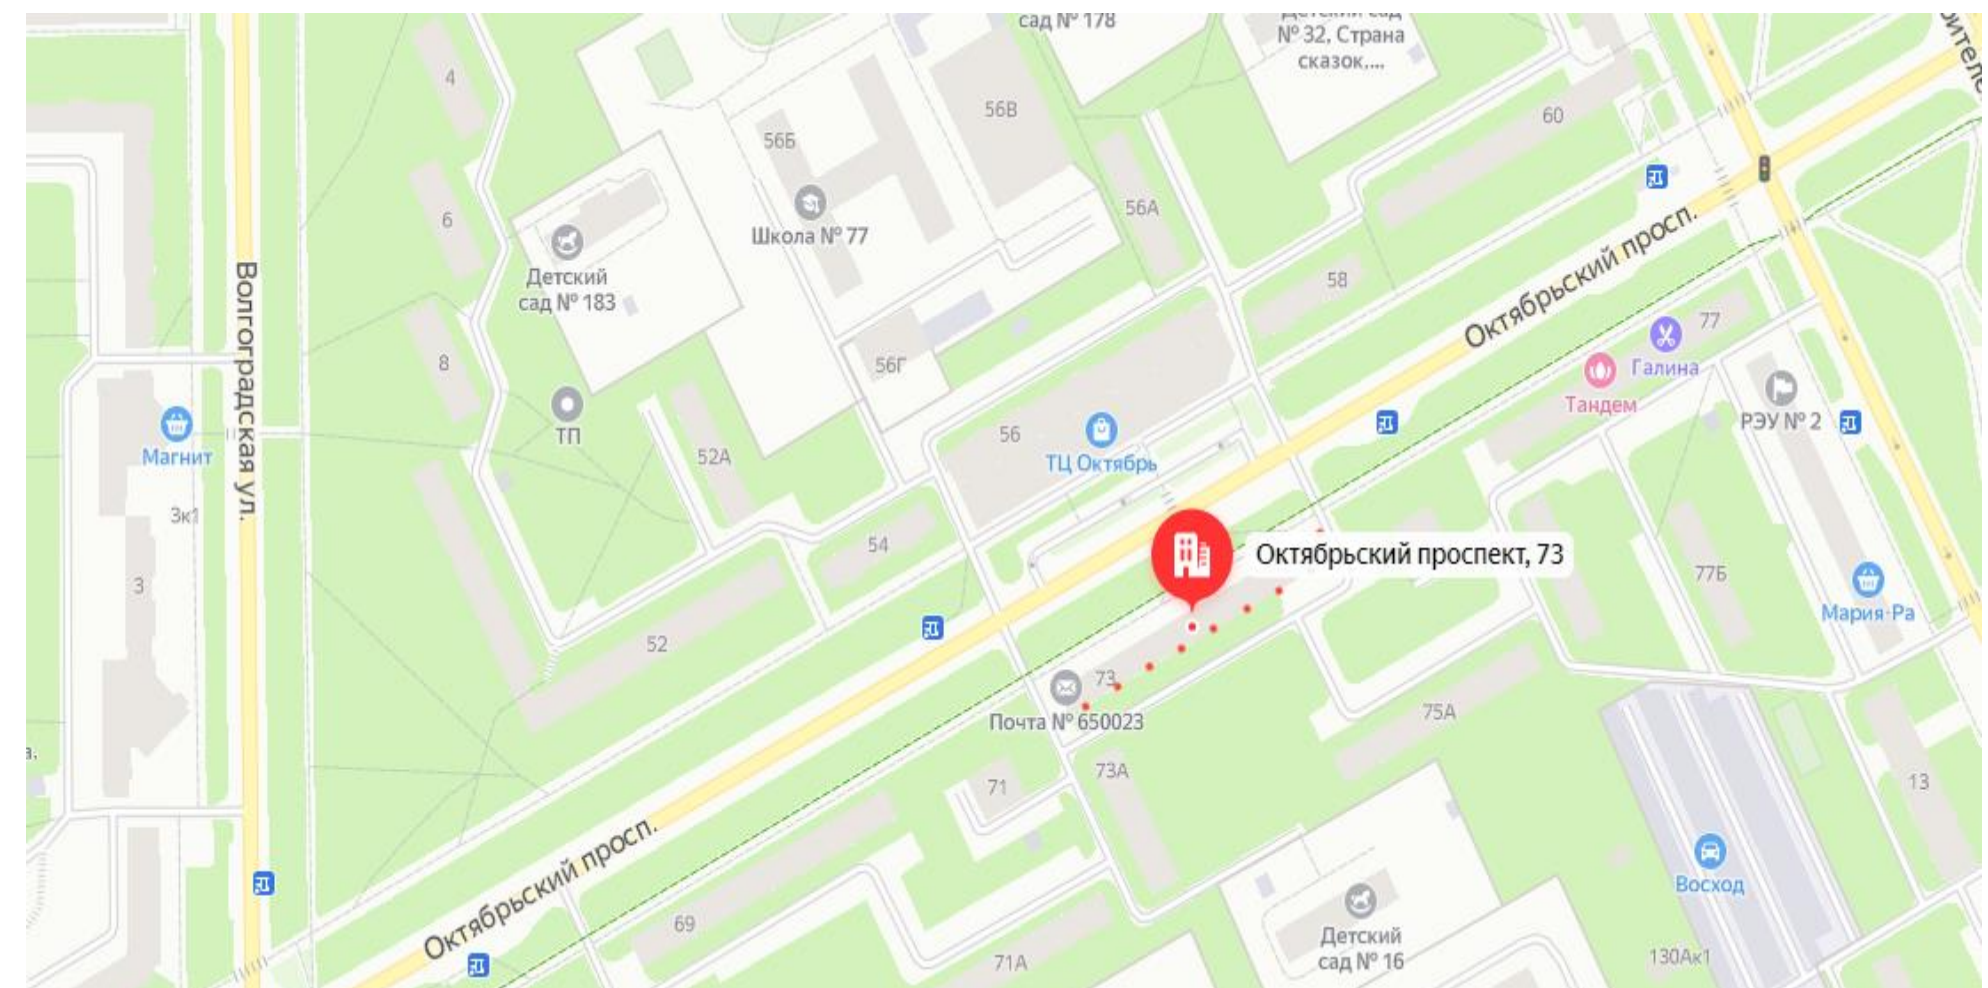 сад № 178
Детский сад
№ 32, Страна
сказок,...
4
56В
60
56Б
6
56А
Школа № 77
Детский
сад № 183
58
Октябрьский просп.
77
Галина
Тандем
Волгоградская ул.
8
56Г
РЭУ № 2
ТП
Магнит
56
ТЦ Октябрь
52А
3к1
54
Октябрьский проспект, 73
3
77Б
Мария-Ра
52
73
Почта № 650023
75А
71
73А
13
Октябрьский просп.
Восход
69
71А
Детский
сад № 16
130Ак1